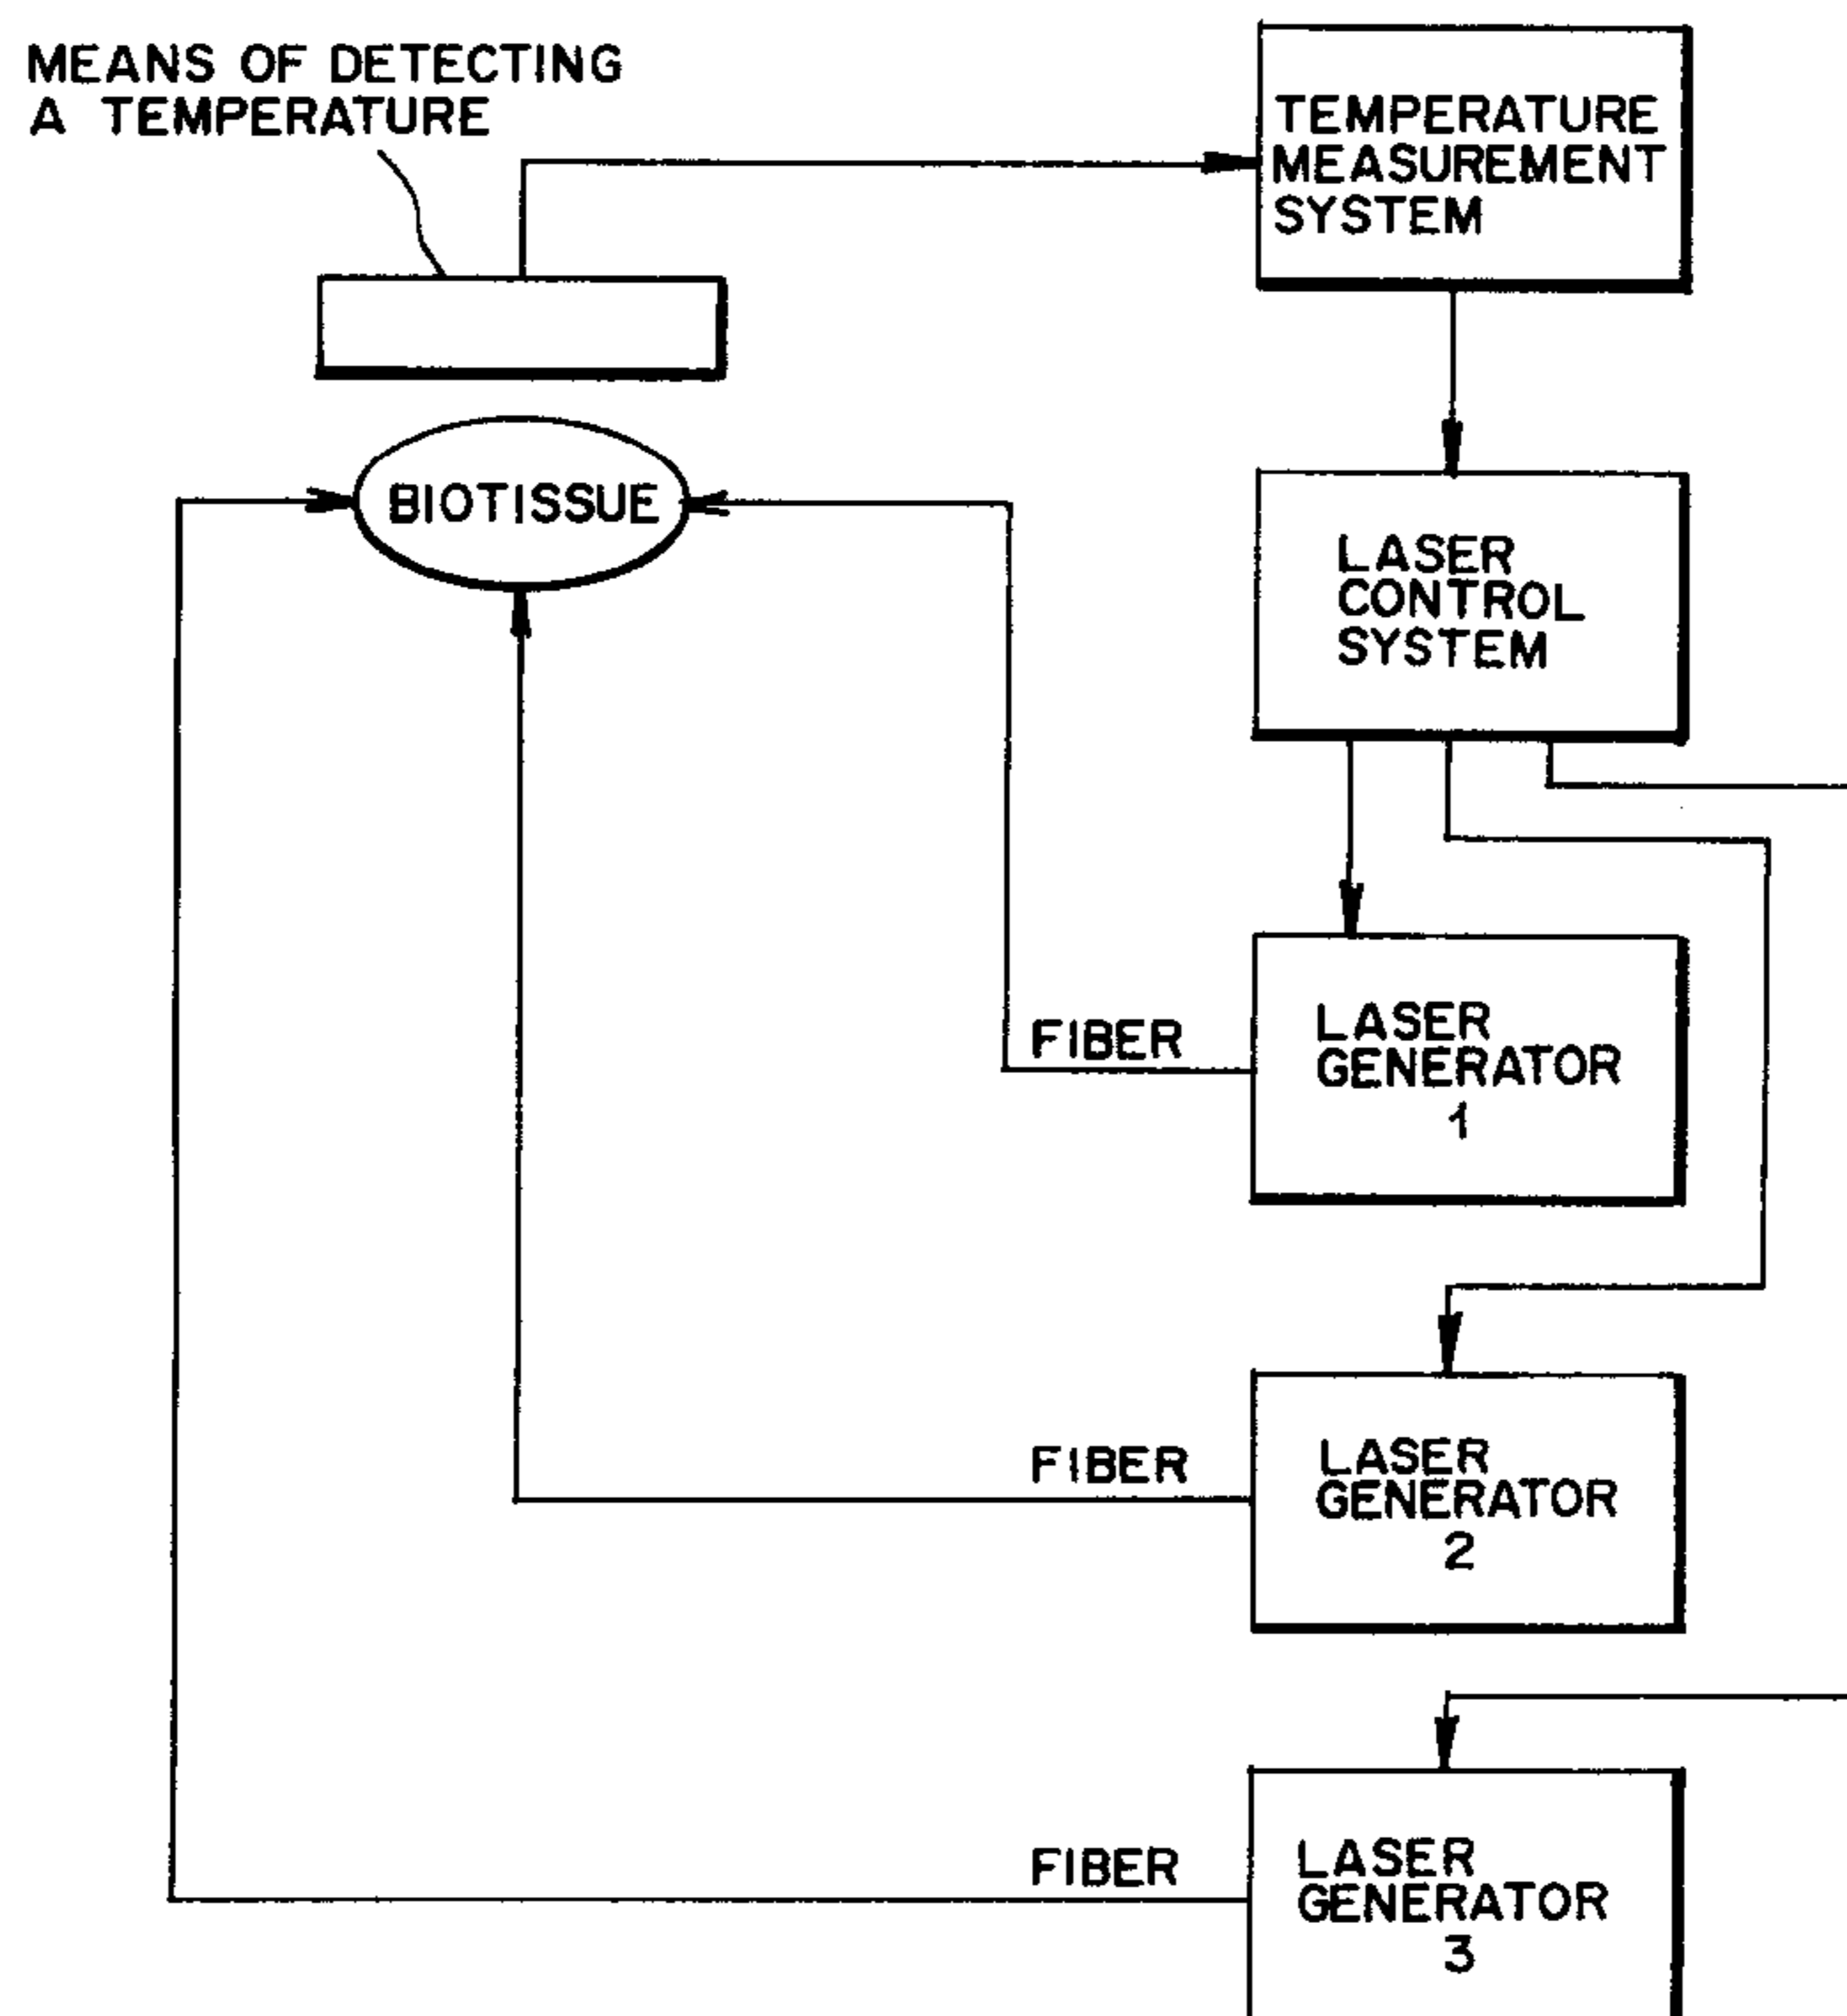 MEANS OF DETECTING
A TEMPERATURE
TEMPERATURE
MEASUREMENT
SYSTEM
BIOTISSUE
LASER
CONTROL
SYSTEM
FIBER
LASER
GENERATOR
1
FIBER
LASER
GENERATOR
2
FIBER
LASER
GENERATOR
3